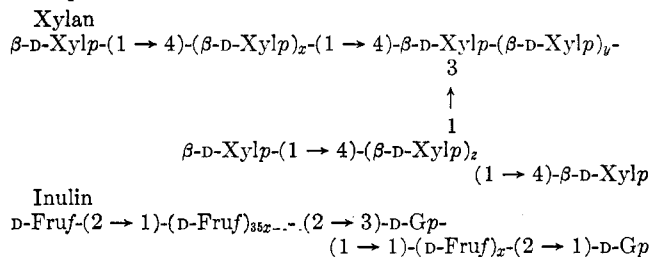 Xylan
β-D-Xylp-(1 → 4)-(β-D-Xylp)x-(1 → 4)-β-D-Xylp-(β-D-Xylp)y-
3
↑
1
β-D-Xylp-(1 → 4)-(β-D-Xylp)z
(1 → 4)-β-D-Xylp
Inulin
D-Fruf-(2 → 1)-(D-Fruf)35x--- -(2 → 3)-D-Gp-
(1 → 1)-(D-Fruf)x-(2 → 1)-D-Gp